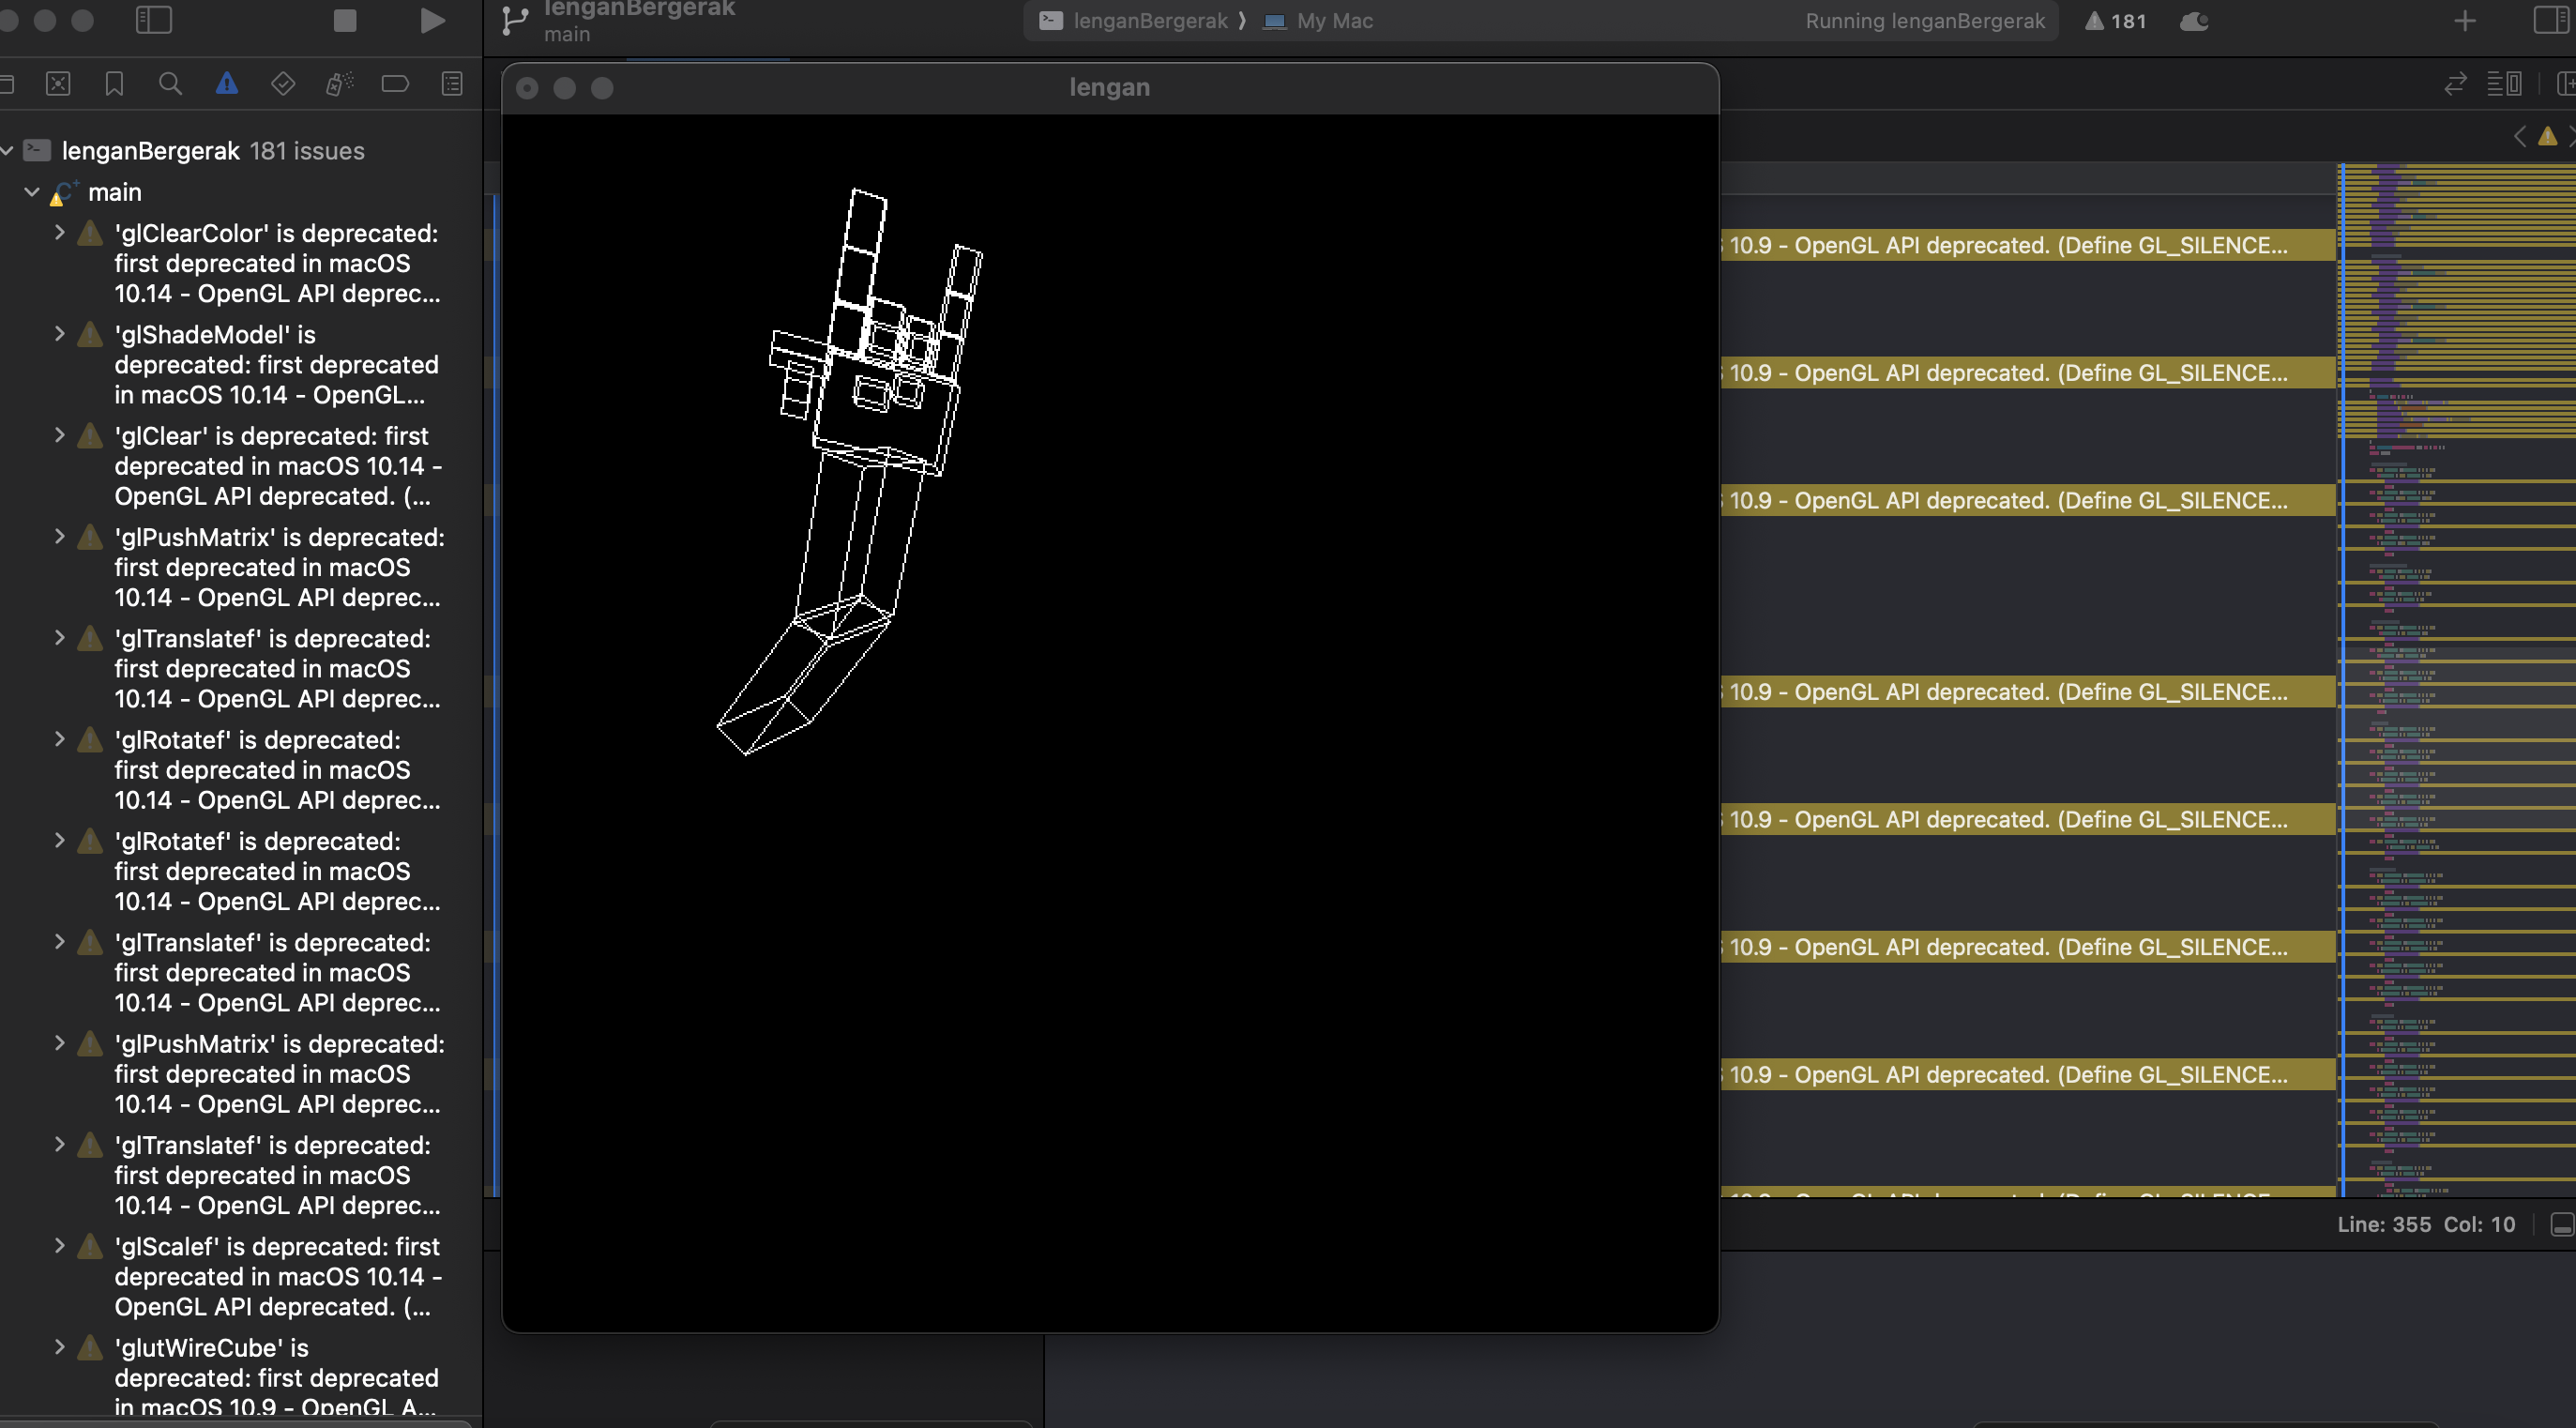 lenganBergerak
main
lenganBergerak ⟩ My Mac
Running lenganBergerak
181
lengan
lenganBergerak 181 issues
main
'glClearColor' is deprecated:
first deprecated in macOS
10.14 - OpenGL API deprec...
'glShadeModel' is
deprecated: first deprecated
in macOS 10.14 - OpenGL...
'glClear' is deprecated: first
deprecated in macOS 10.14 -
OpenGL API deprecated. (...
'glPushMatrix' is deprecated:
first deprecated in macOS
10.14 - OpenGL API deprec...
'glTranslatef' is deprecated:
first deprecated in macOS
10.14 - OpenGL API deprec...
'glRotatef' is deprecated:
first deprecated in macOS
10.14 - OpenGL API deprec...
'glRotatef' is deprecated:
first deprecated in macOS
10.14 - OpenGL API deprec...
'glTranslatef' is deprecated:
first deprecated in macOS
10.14 - OpenGL API deprec...
'glPushMatrix' is deprecated:
first deprecated in macOS
10.14 - OpenGL API deprec...
'glTranslatef' is deprecated:
first deprecated in macOS
10.14 - OpenGL API deprec...
'glScalef' is deprecated: first
deprecated in macOS 10.14 -
OpenGL API deprecated. (...
'glutWireCube' is
deprecated: first deprecated
in macOS 10.9 - OpenGL A...
10.9 - OpenGL API deprecated. (Define GL_SILENCE...
10.9 - OpenGL API deprecated. (Define GL_SILENCE...
10.9 - OpenGL API deprecated. (Define GL_SILENCE...
10.9 - OpenGL API deprecated. (Define GL_SILENCE...
10.9 - OpenGL API deprecated. (Define GL_SILENCE...
10.9 - OpenGL API deprecated. (Define GL_SILENCE...
10.9 - OpenGL API deprecated. (Define GL_SILENCE...
Line: 355 Col: 10